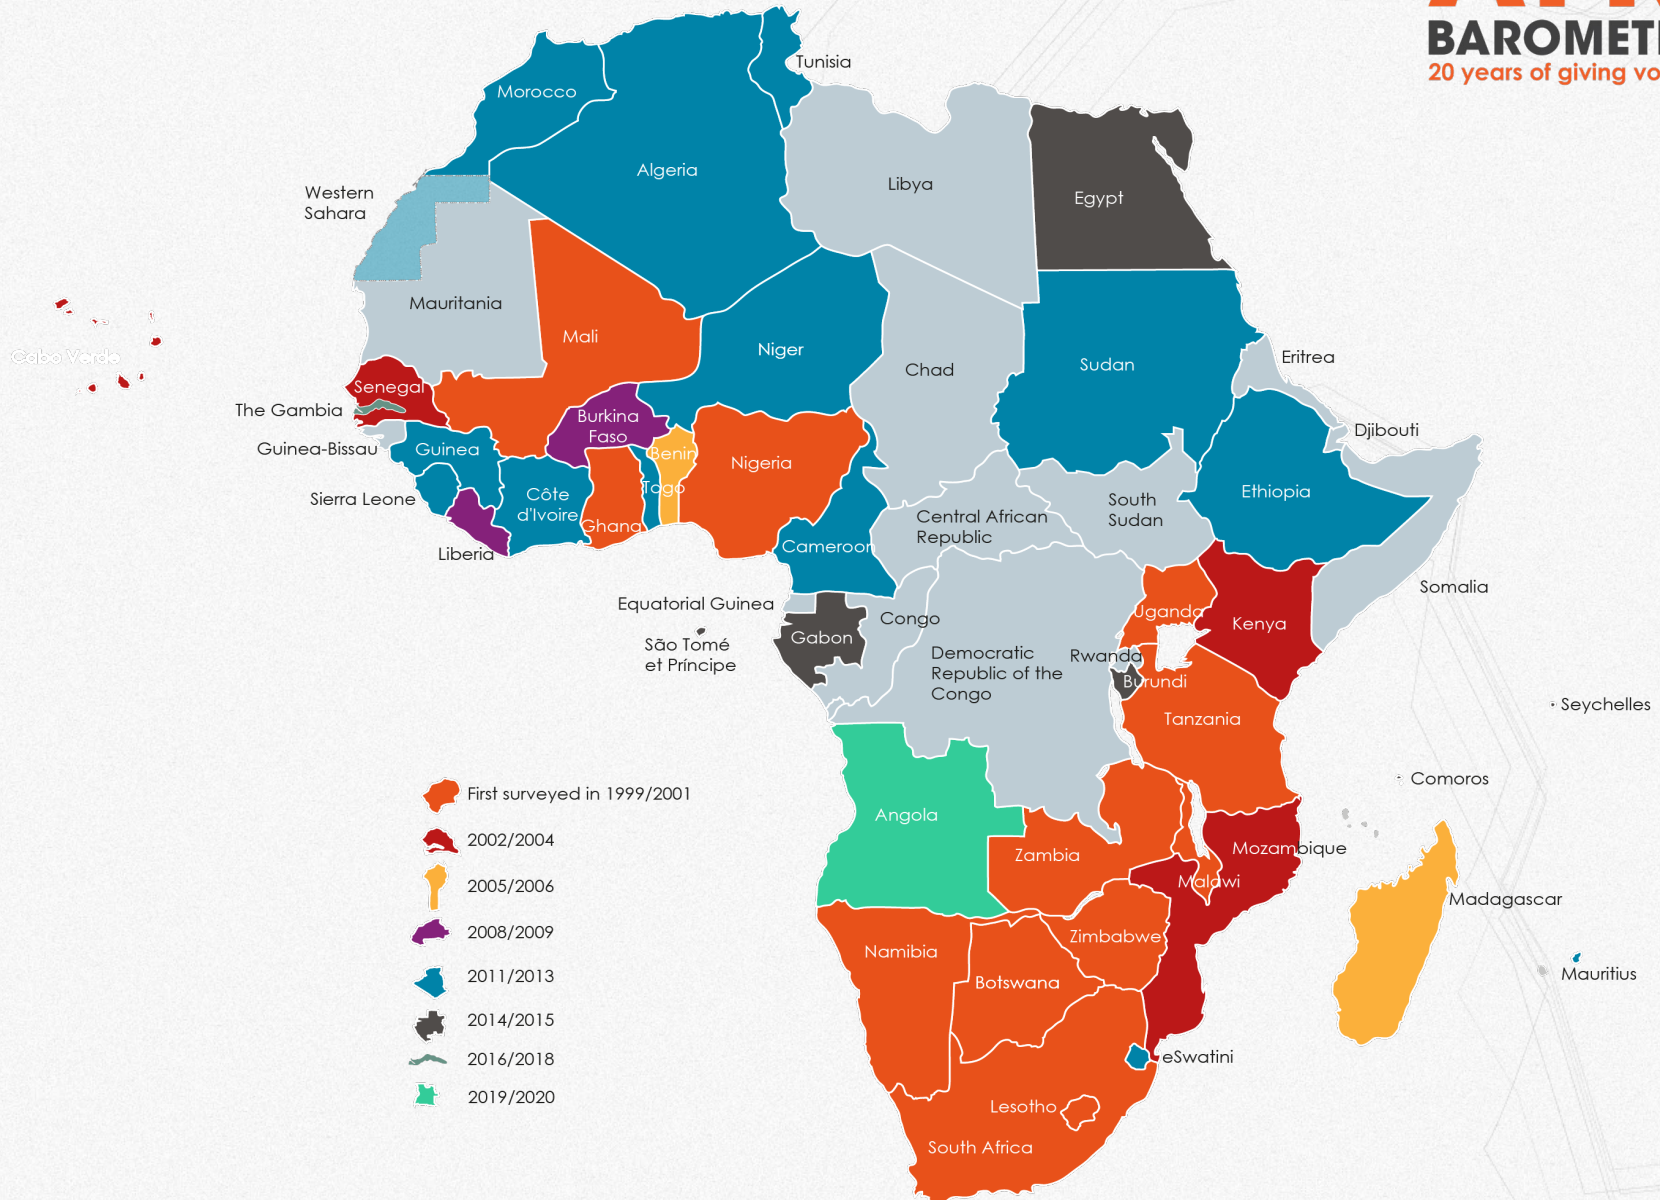 BAROMET
20 years of giving vo
Tunisia
Morocco
Algeria
Libya
Egypt
Western
Sahara
Mauritania
Mali
Niger
Chad
Sudan
Eritrea
Cabo Verde
Senegal
The Gambia
Burkina
Faso
Djibouti
Guinea-Bissau
Guinea
Benin
Nigeria
Togo
Ethiopia
Sierra Leone
Côte
d'Ivoire
Ghana
South
Sudan
Central African
Republic
Liberia
Cameroon
Somalia
Equatorial Guinea
Congo
Uganda
Kenya
São Tomé
et Príncipe
Gabon
Democratic
Republic of the
Congo
Rwanda
Burundi
Tanzania
Seychelles
Comoros
Angola
Zambia
Mozambique
Malawi
Madagascar
Zimbabwe
Namibia
Botswana
Mauritius
eSwatini
Lesotho
South Africa
First surveyed in 1999/2001
2002/2004
2005/2006
2008/2009
2011/2013
2014/2015
2016/2018
2019/2020